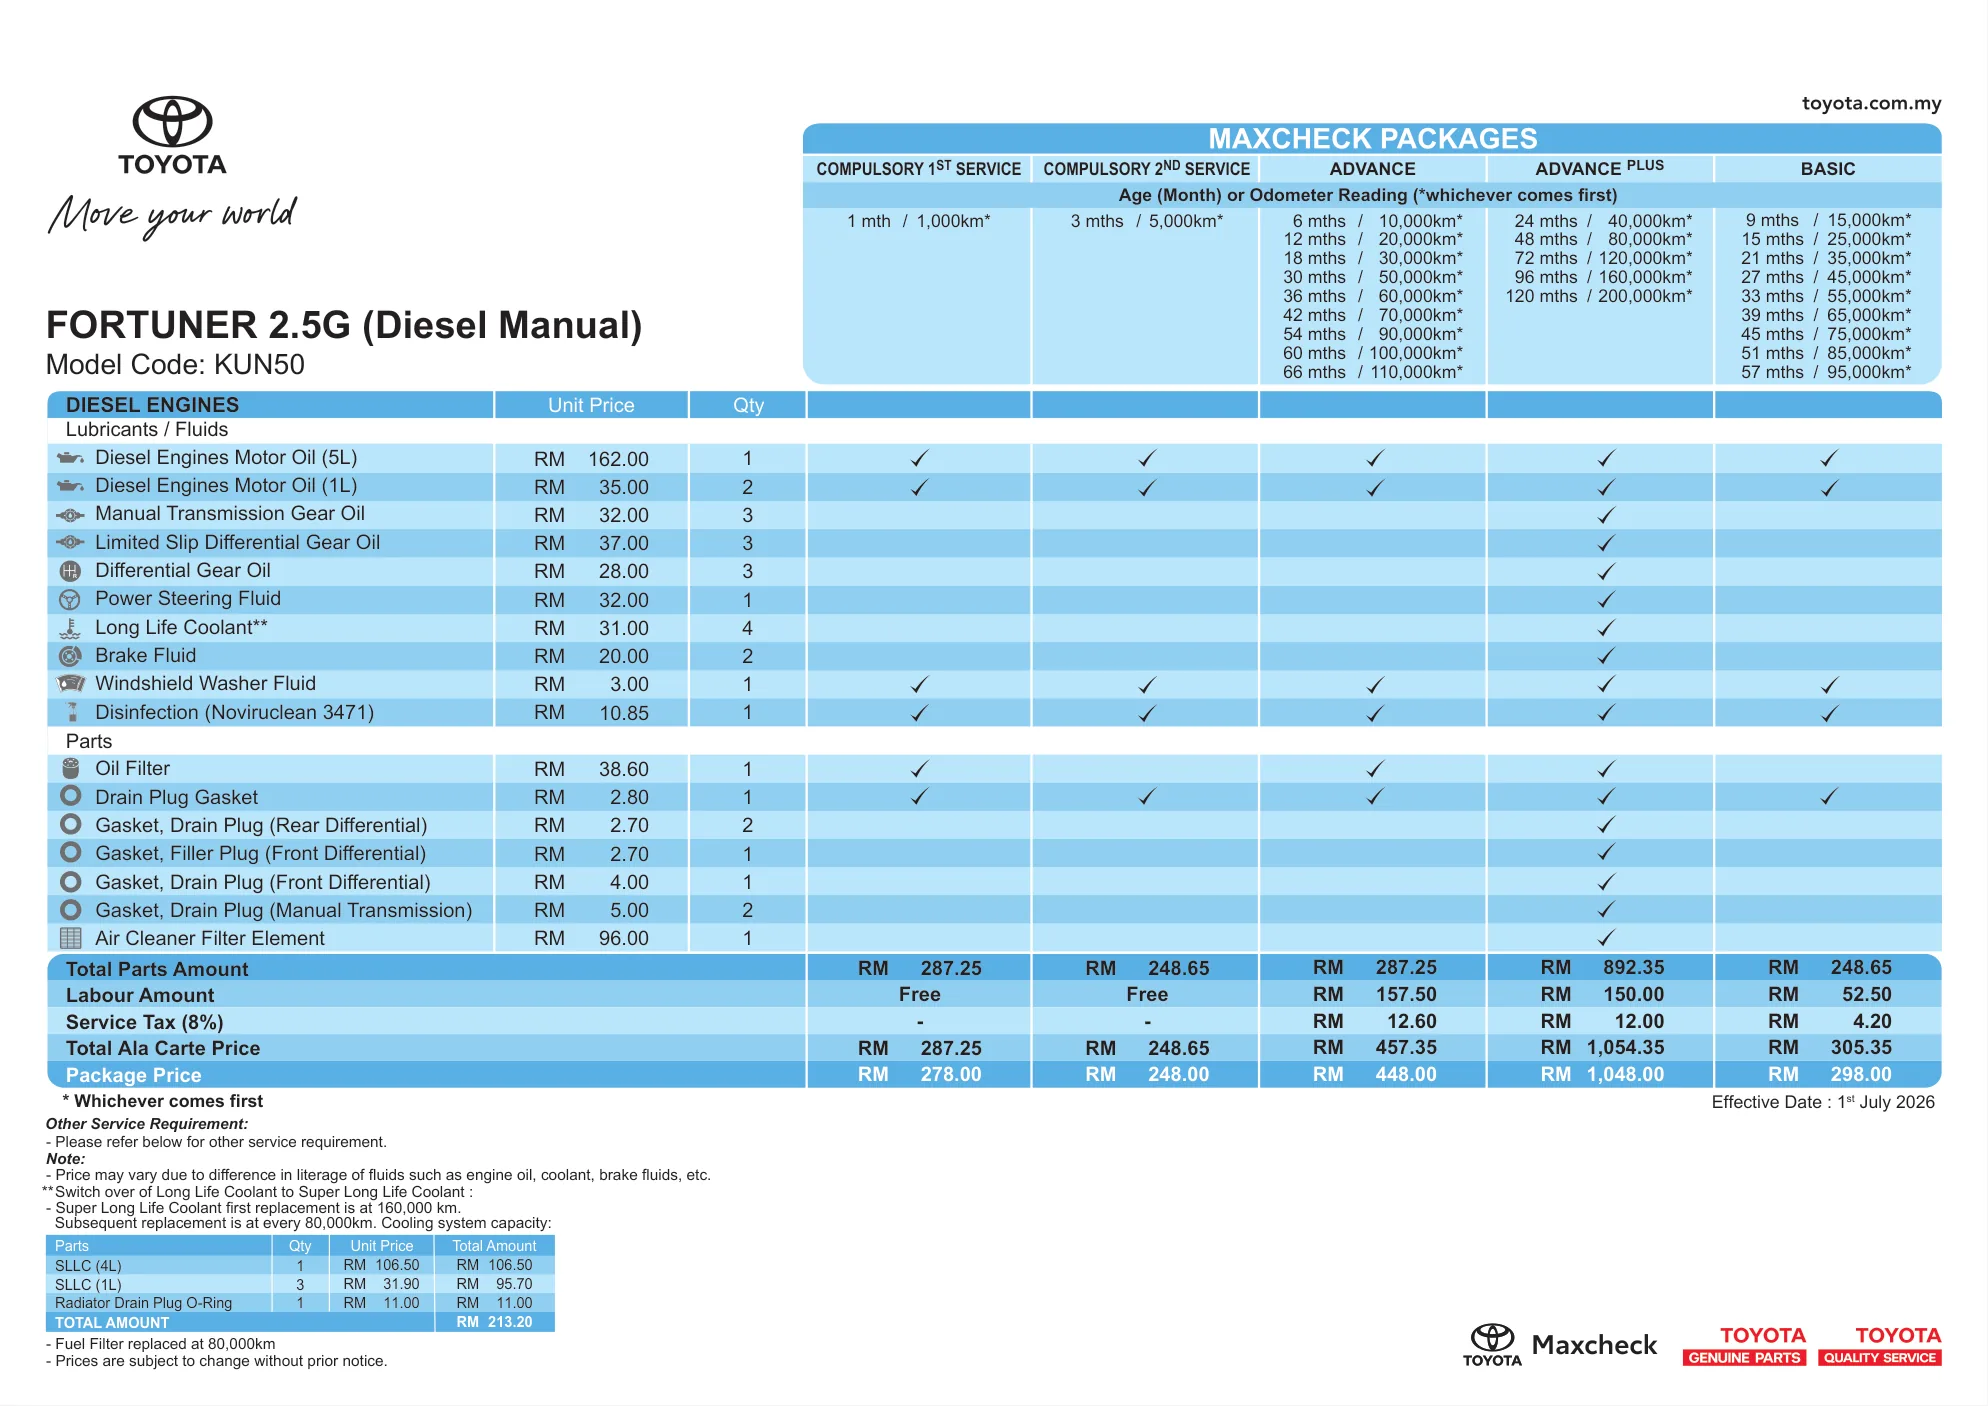 toyota.com.my
TOYOTA
Move your world
FORTUNER 2.5G (Diesel Manual)
Model Code: KUN50
MAXCHECK PACKAGES
COMPULSORY 1ST SERVICE COMPULSORY 2ND SERVICE ADVANCE ADVANCE PLUS BASIC
Age (Month) or Odometer Reading (*whichever comes first)
1 mth / 1,000km* 3 mths / 5,000km* 6 mths / 10,000km* 24 mths / 40,000km* 9 mths / 15,000km*
12 mths / 20,000km* 48 mths / 80,000km* 15 mths / 25,000km*
18 mths / 30,000km* 72 mths / 120,000km* 21 mths / 35,000km*
30 mths / 50,000km* 96 mths / 160,000km* 27 mths / 45,000km*
36 mths / 60,000km* 120 mths / 200,000km* 33 mths / 55,000km*
42 mths / 70,000km* 39 mths / 65,000km*
54 mths / 90,000km* 45 mths / 75,000km*
60 mths / 100,000km* 51 mths / 85,000km*
66 mths / 110,000km* 57 mths / 95,000km*
DIESEL ENGINES Unit Price Qty
Lubricants / Fluids
Diesel Engines Motor Oil (5L) RM 162.00 1 ✓ ✓ ✓ ✓ ✓
Diesel Engines Motor Oil (1L) RM 35.00 2 ✓ ✓ ✓ ✓ ✓
Manual Transmission Gear Oil RM 32.00 3 ✓
Limited Slip Differential Gear Oil RM 37.00 3 ✓
Differential Gear Oil RM 28.00 3 ✓
Power Steering Fluid RM 32.00 1 ✓
Long Life Coolant** RM 31.00 4 ✓
Brake Fluid RM 20.00 2 ✓
Windshield Washer Fluid RM 3.00 1 ✓ ✓ ✓ ✓ ✓
Disinfection (Noviruclean 3471) RM 10.85 1 ✓ ✓ ✓ ✓ ✓
Parts
Oil Filter RM 38.60 1 ✓ ✓ ✓
Drain Plug Gasket RM 2.80 1 ✓ ✓ ✓ ✓ ✓
Gasket, Drain Plug (Rear Differential) RM 2.70 2 ✓
Gasket, Filler Plug (Front Differential) RM 2.70 1 ✓
Gasket, Drain Plug (Front Differential) RM 4.00 1 ✓
Gasket, Drain Plug (Manual Transmission) RM 5.00 2 ✓
Air Cleaner Filter Element RM 96.00 1 ✓
Total Parts Amount RM 287.25 RM 248.65 RM 287.25 RM 892.35 RM 248.65
Labour Amount Free Free RM 157.50 RM 150.00 RM 52.50
Service Tax (8%) - - RM 12.60 RM 12.00 RM 4.20
Total Ala Carte Price RM 287.25 RM 248.65 RM 457.35 RM 1,054.35 RM 305.35
Package Price RM 278.00 RM 248.00 RM 448.00 RM 1,048.00 RM 298.00
* Whichever comes first
Effective Date : 1st July 2026
Other Service Requirement:
- Please refer below for other service requirement.
Note:
- Price may vary due to difference in literage of fluids such as engine oil, coolant, brake fluids, etc.
**Switch over of Long Life Coolant to Super Long Life Coolant :
- Super Long Life Coolant first replacement is at 160,000 km.
Subsequent replacement is at every 80,000km. Cooling system capacity:
Parts Qty Unit Price Total Amount
SLLC (4L) 1 RM 106.50 RM 106.50
SLLC (1L) 3 RM 31.90 RM 95.70
Radiator Drain Plug O-Ring 1 RM 11.00 RM 11.00
TOTAL AMOUNT RM 213.20
- Fuel Filter replaced at 80,000km
- Prices are subject to change without prior notice.
TOYOTA Maxcheck
TOYOTA GENUINE PARTS
TOYOTA QUALITY SERVICE